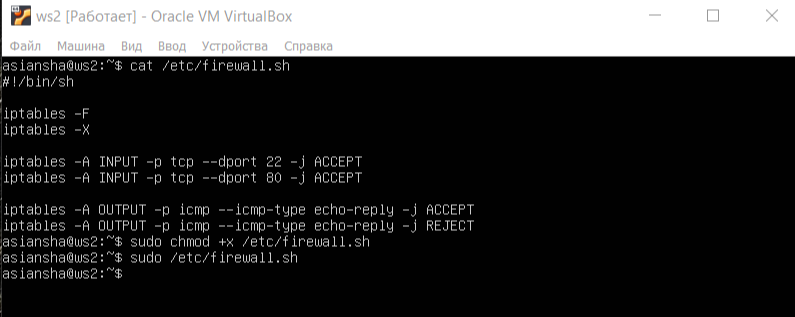 ws2 [Работает] - Oracle VM VirtualBox
Файл Машина Вид Ввод Устройства Справка
asiansha@ws2:~$ cat /etc/firewall.sh
#!/bin/sh
iptables -F
iptables -X
iptables -A INPUT -p tcp --dport 22 -j ACCEPT
iptables -A INPUT -p tcp --dport 80 -j ACCEPT
iptables -A OUTPUT -p icmp --icmp-type echo-reply -j ACCEPT
iptables -A OUTPUT -p icmp --icmp-type echo-reply -j REJECT
asiansha@ws2:~$ sudo chmod +x /etc/firewall.sh
asiansha@ws2:~$ sudo /etc/firewall.sh
asiansha@ws2:~$